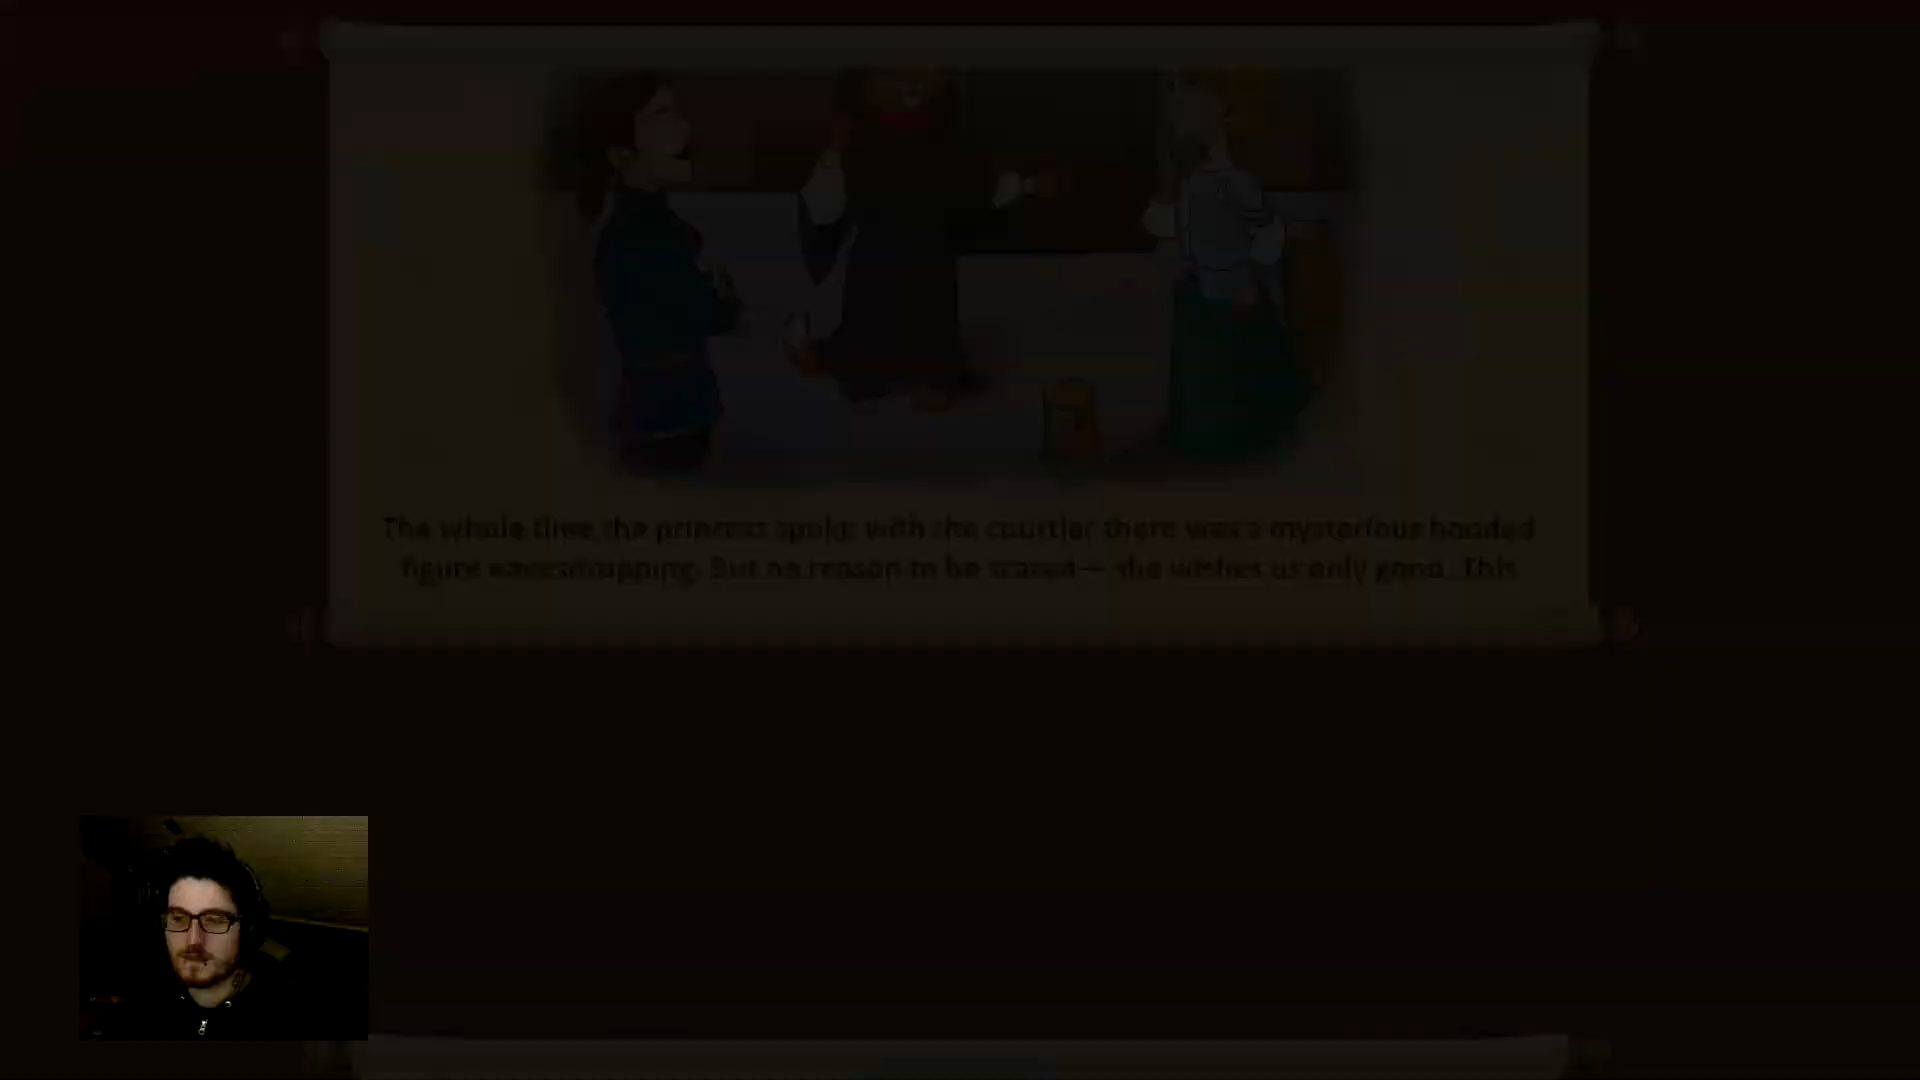 The whole time the princess spoke with the courtier there was a mysterious hooded
figure eavesdropping. But no reason to be scared — she wishes us only good. This